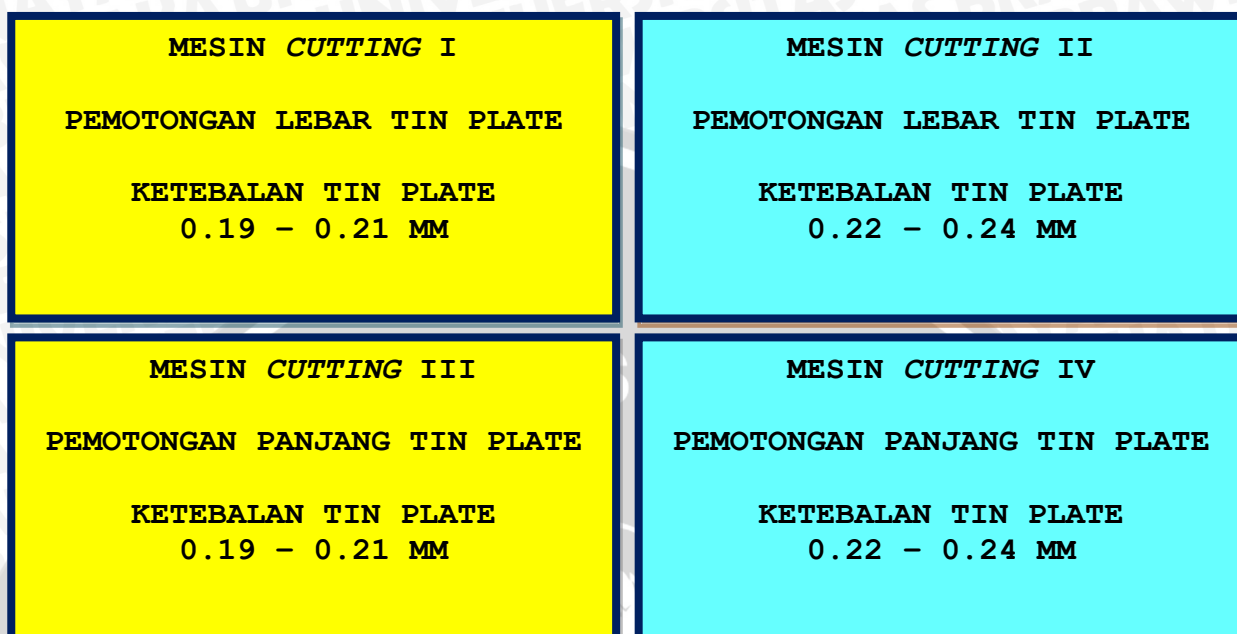 MESIN CUTTING I
PEMOTONGAN LEBAR TIN PLATE
KETEBALAN TIN PLATE
0.19 – 0.21 MM
MESIN CUTTING II
PEMOTONGAN LEBAR TIN PLATE
KETEBALAN TIN PLATE
0.22 – 0.24 MM
MESIN CUTTING III
PEMOTONGAN PANJANG TIN PLATE
KETEBALAN TIN PLATE
0.19 – 0.21 MM
MESIN CUTTING IV
PEMOTONGAN PANJANG TIN PLATE
KETEBALAN TIN PLATE
0.22 – 0.24 MM